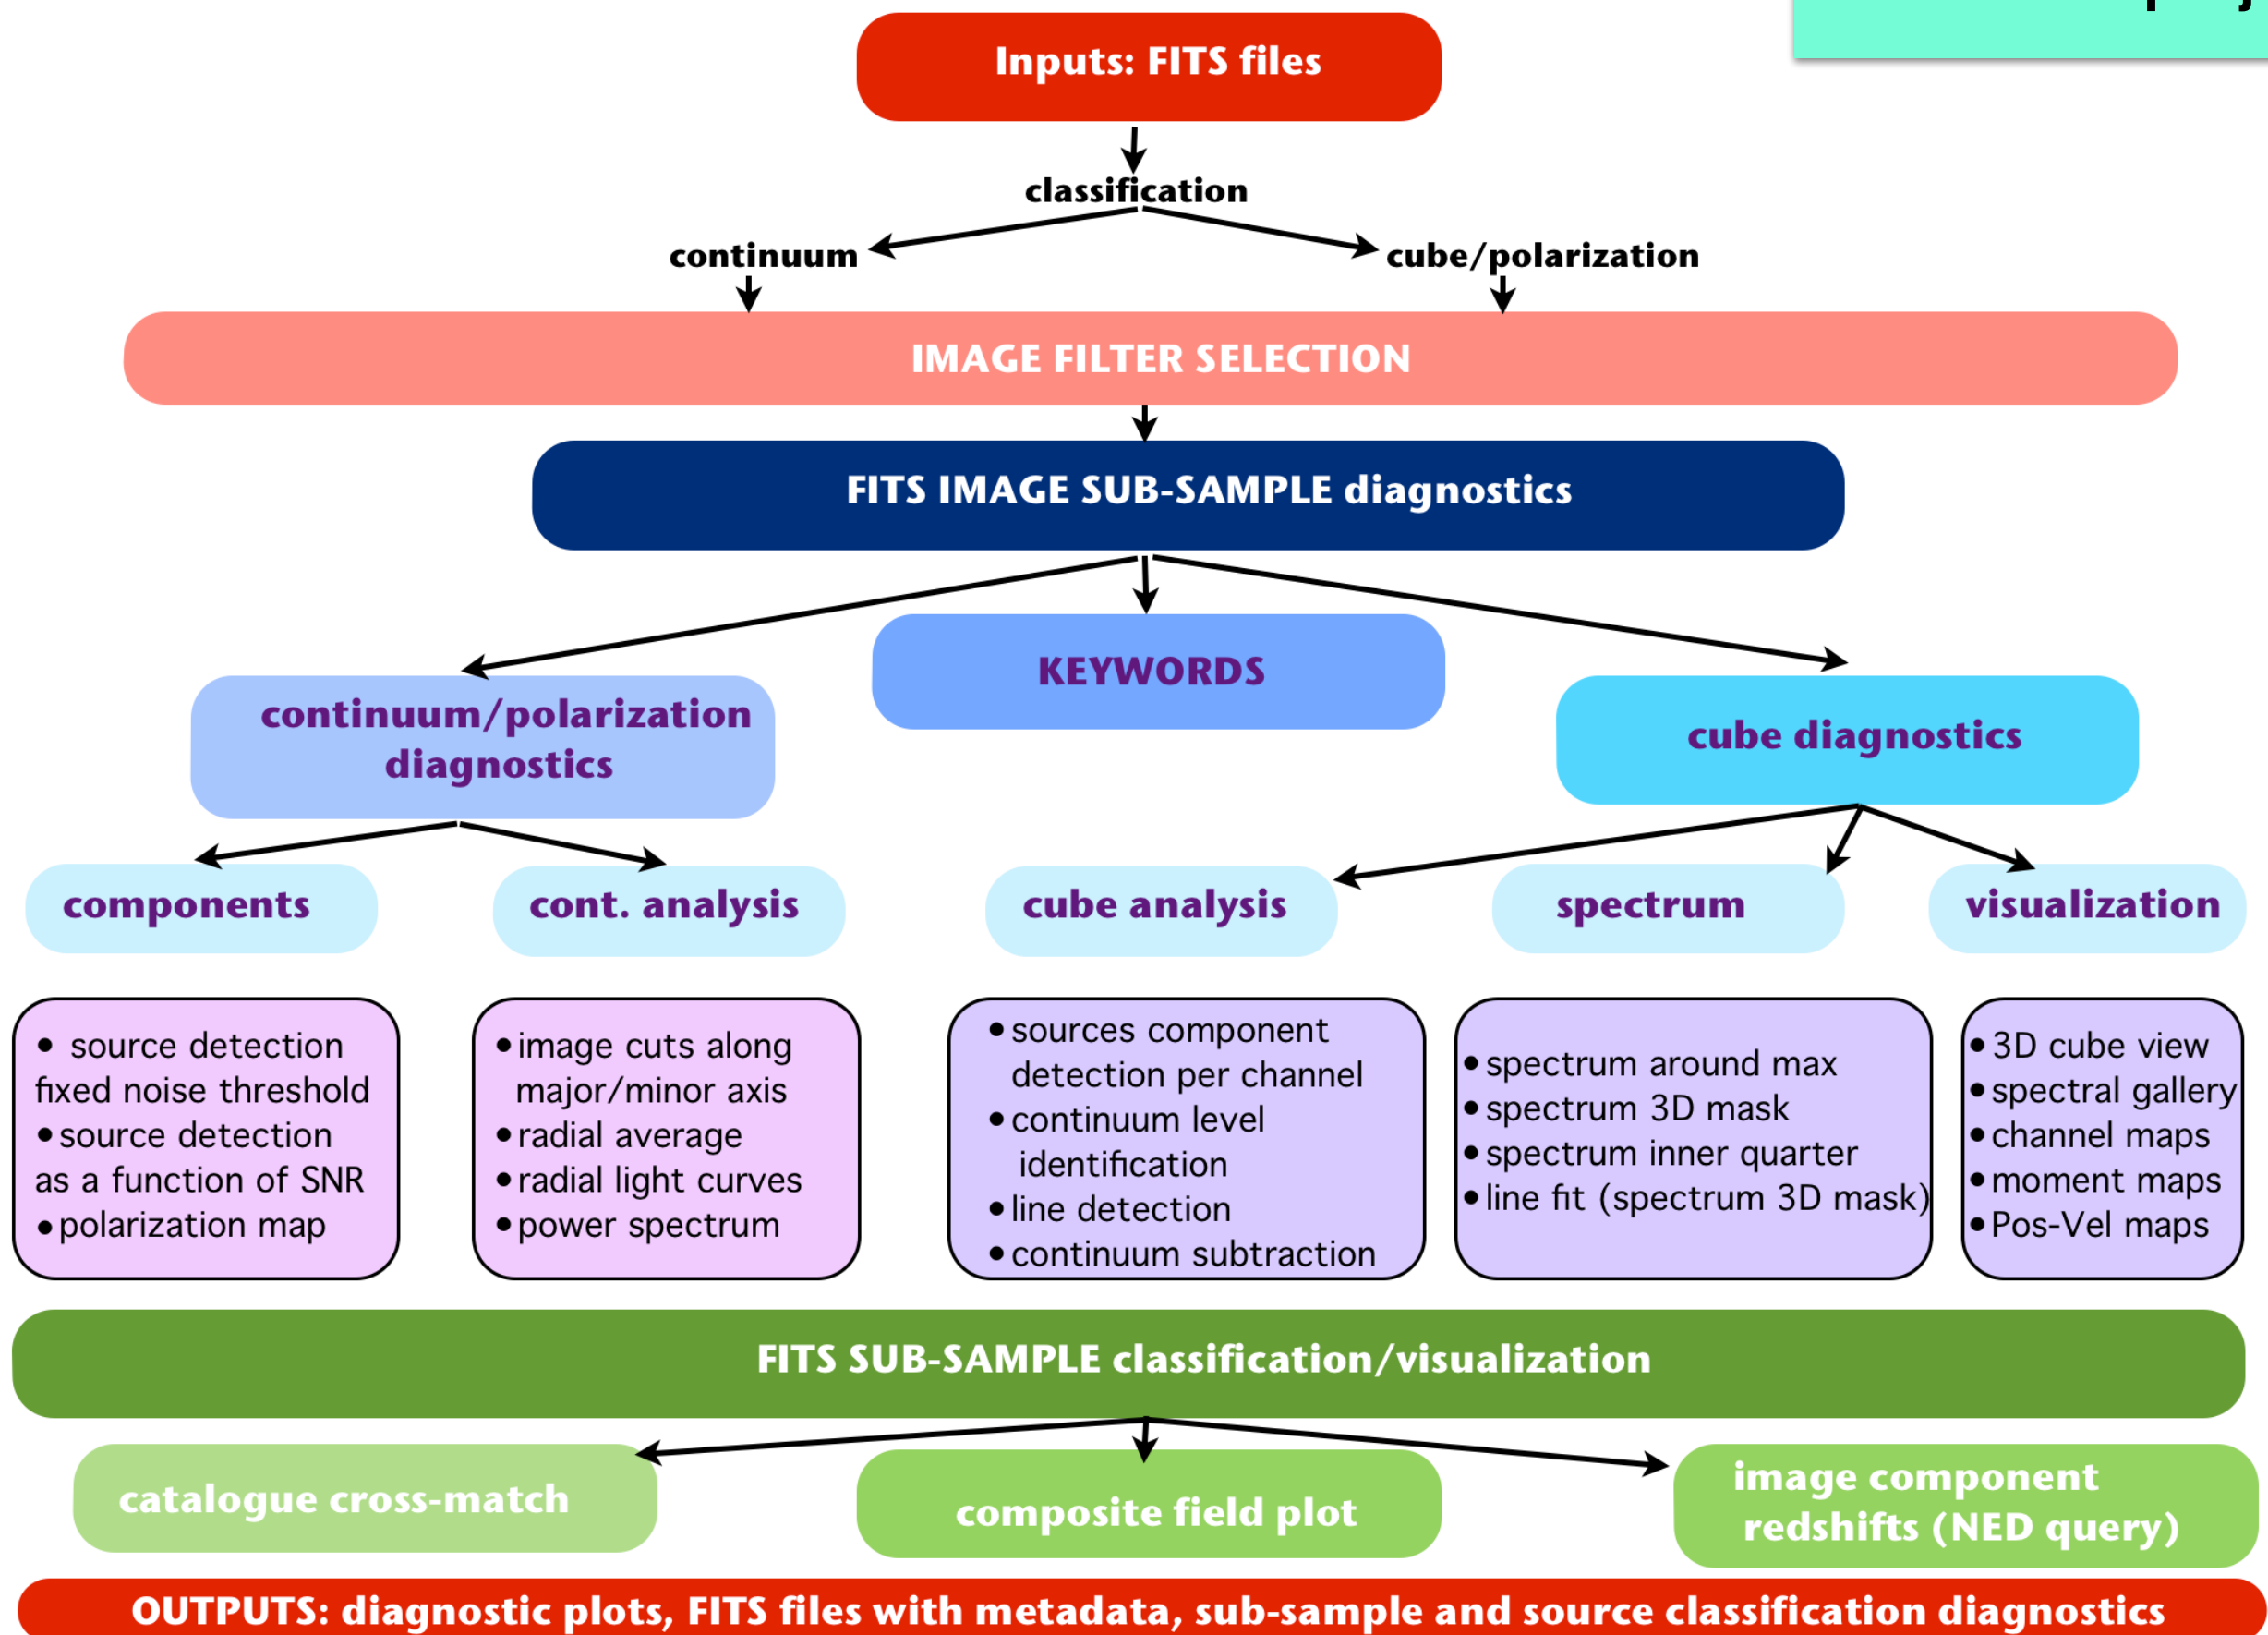 Inputs: FITS files
classification
continuum
cube/polarization
IMAGE FILTER SELECTION
FITS IMAGE SUB-SAMPLE diagnostics
KEYWORDS
continuum/polarization
diagnostics
cube diagnostics
components
cont. analysis
cube analysis
spectrum
visualization
• source detection
fixed noise threshold
• source detection
as a function of SNR
• polarization map
• image cuts along
major/minor axis
• radial average
• radial light curves
• power spectrum
• sources component
detection per channel
• continuum level
identification
• line detection
• continuum subtraction
• spectrum around max
• spectrum 3D mask
• spectrum inner quarter
• line fit (spectrum 3D mask)
• 3D cube view
• spectral gallery
• channel maps
• moment maps
• Pos-Vel maps
FITS SUB-SAMPLE classification/visualization
catalogue cross-match
composite field plot
image component
redshifts (NED query)
OUTPUTS: diagnostic plots, FITS files with metadata, sub-sample and source classification diagnostics